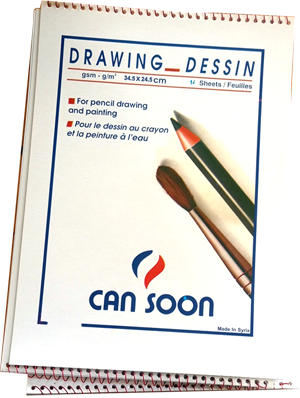 DRAWING_DESSIN
gsm - g/m² 34.5 X 24.5 cm Sheets / Feuilles
For pencil drawing
and painting
Pour le dessin au crayon
et la peinture à l'eau
CAN SOON
Made In Syria